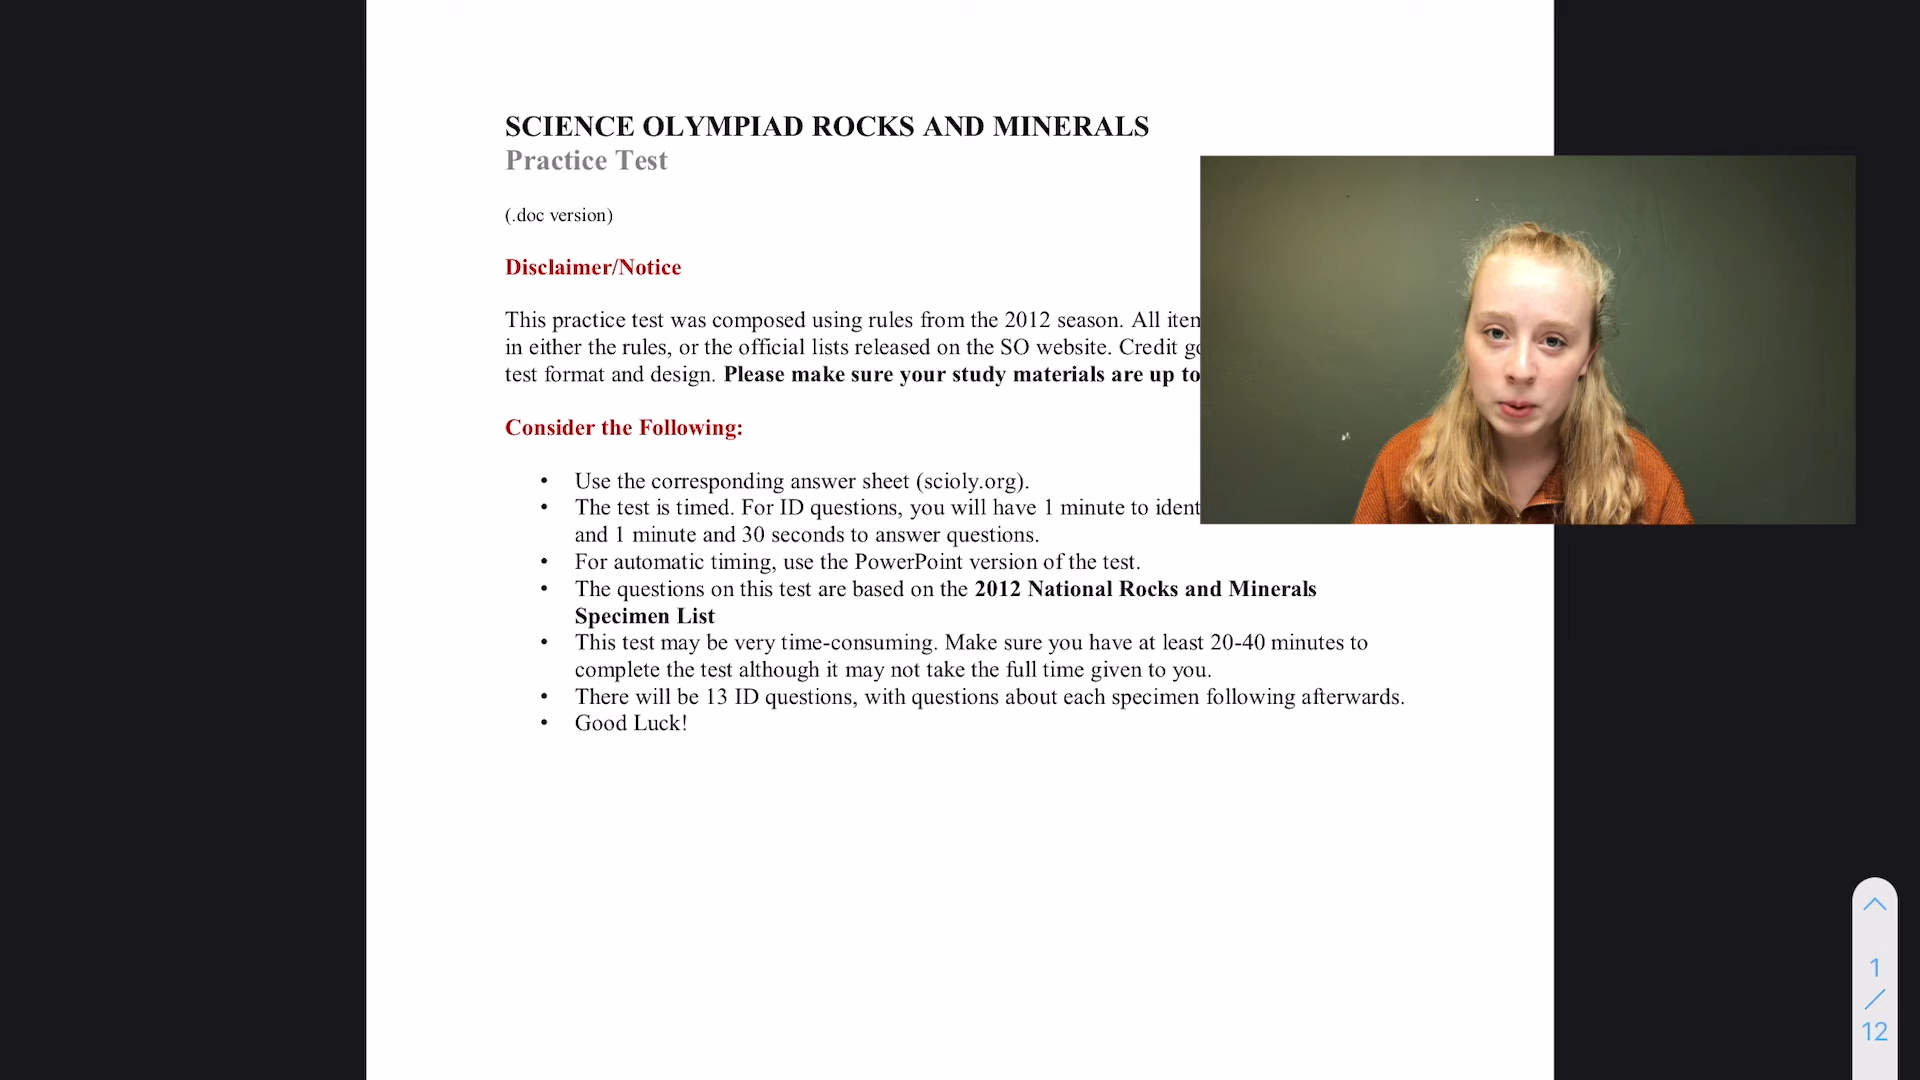 SCIENCE OLYMPIAD ROCKS AND MINERALS
Practice Test
(.doc version)
Disclaimer/Notice
This practice test was composed using rules from the 2012 season. All
in either the rules, or the official lists released on the SO website. Credit
test format and design. Please make sure your study materials are up to
Consider the Following:
• Use the corresponding answer sheet (scioly.org).
• The test is timed. For ID questions, you will have 1 minute to
and 1 minute and 30 seconds to answer questions.
• For automatic timing, use the PowerPoint version of the test.
• The questions on this test are based on the 2012 National Rocks and Minerals
Specimen List
• This test may be very time-consuming. Make sure you have at least 20-40 minutes to
complete the test although it may not take the full time given to you.
• There will be 13 ID questions, with questions about each specimen following afterwards.
• Good Luck!
1
/
12